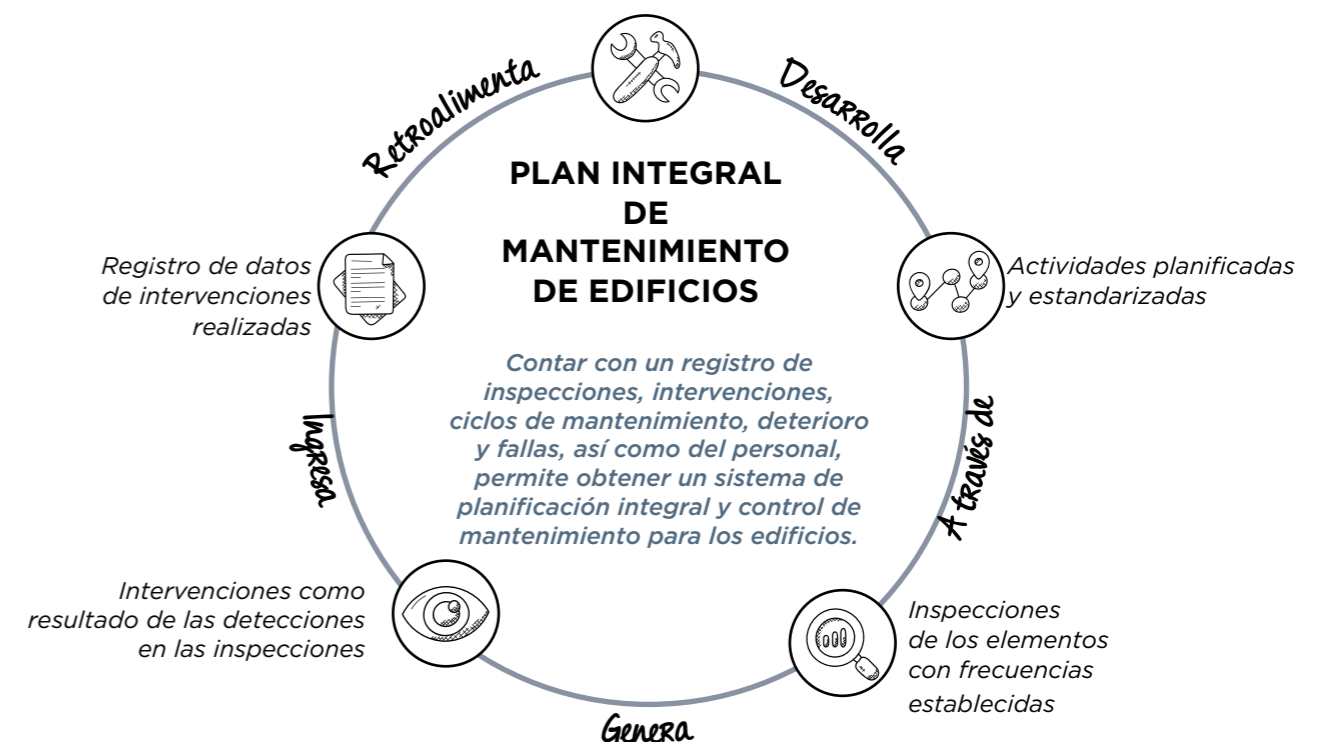 Retroalimenta
Desarrolla
PLAN INTEGRAL
DE
MANTENIMIENTO
DE EDIFICIOS
Registro de datos
de intervenciones
realizadas
Actividades planificadas
y estandarizadas
Contar con un registro de
inspecciones, intervenciones,
ciclos de mantenimiento, deterioro
y fallas, así como del personal,
permite obtener un sistema de
planificación integral y control de
mantenimiento para los edificios.
Ingresa
A través de
Intervenciones como
resultado de las detecciones
en las inspecciones
Inspecciones
de los elementos
con frecuencias
establecidas
Genera